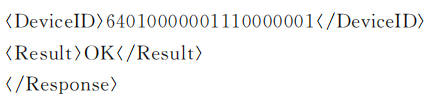 〈DeviceID〉64010000001110000001〈/DeviceID〉
〈Result〉OK〈/Result〉
〈/Response〉